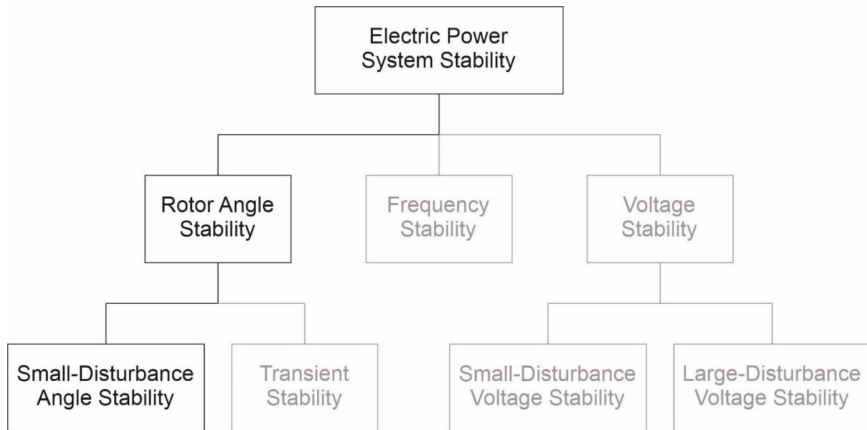 Electric Power
System Stability
Rotor Angle
Stability
Frequency
Stability
Voltage
Stability
Small-Disturbance
Angle Stability
Transient
Stability
Small-Disturbance
Voltage Stability
Large-Disturbance
Voltage Stability